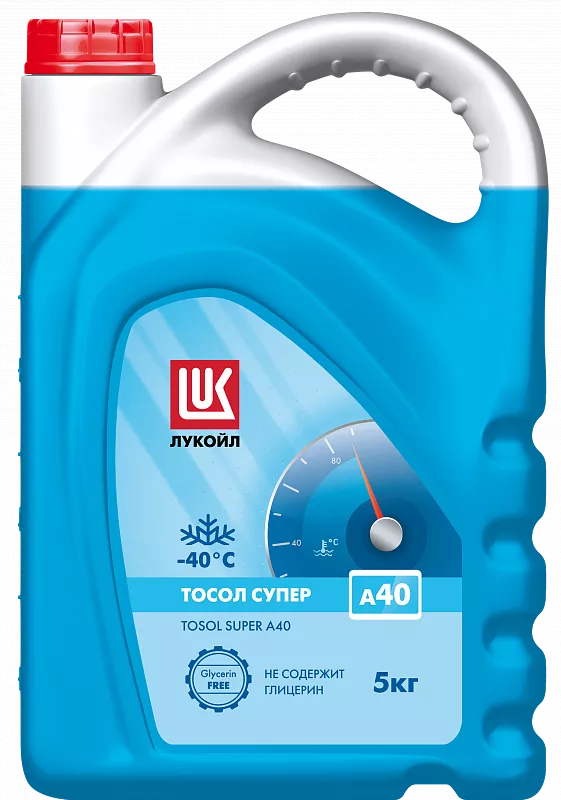 LUK
ЛУКОЙЛ
80
40
°C
-40°C
ТОСОЛ СУПЕР
A40
TOSOL SUPER A40
Glycerin
FREE
НЕ СОДЕРЖИТ
ГЛИЦЕРИН
5кг